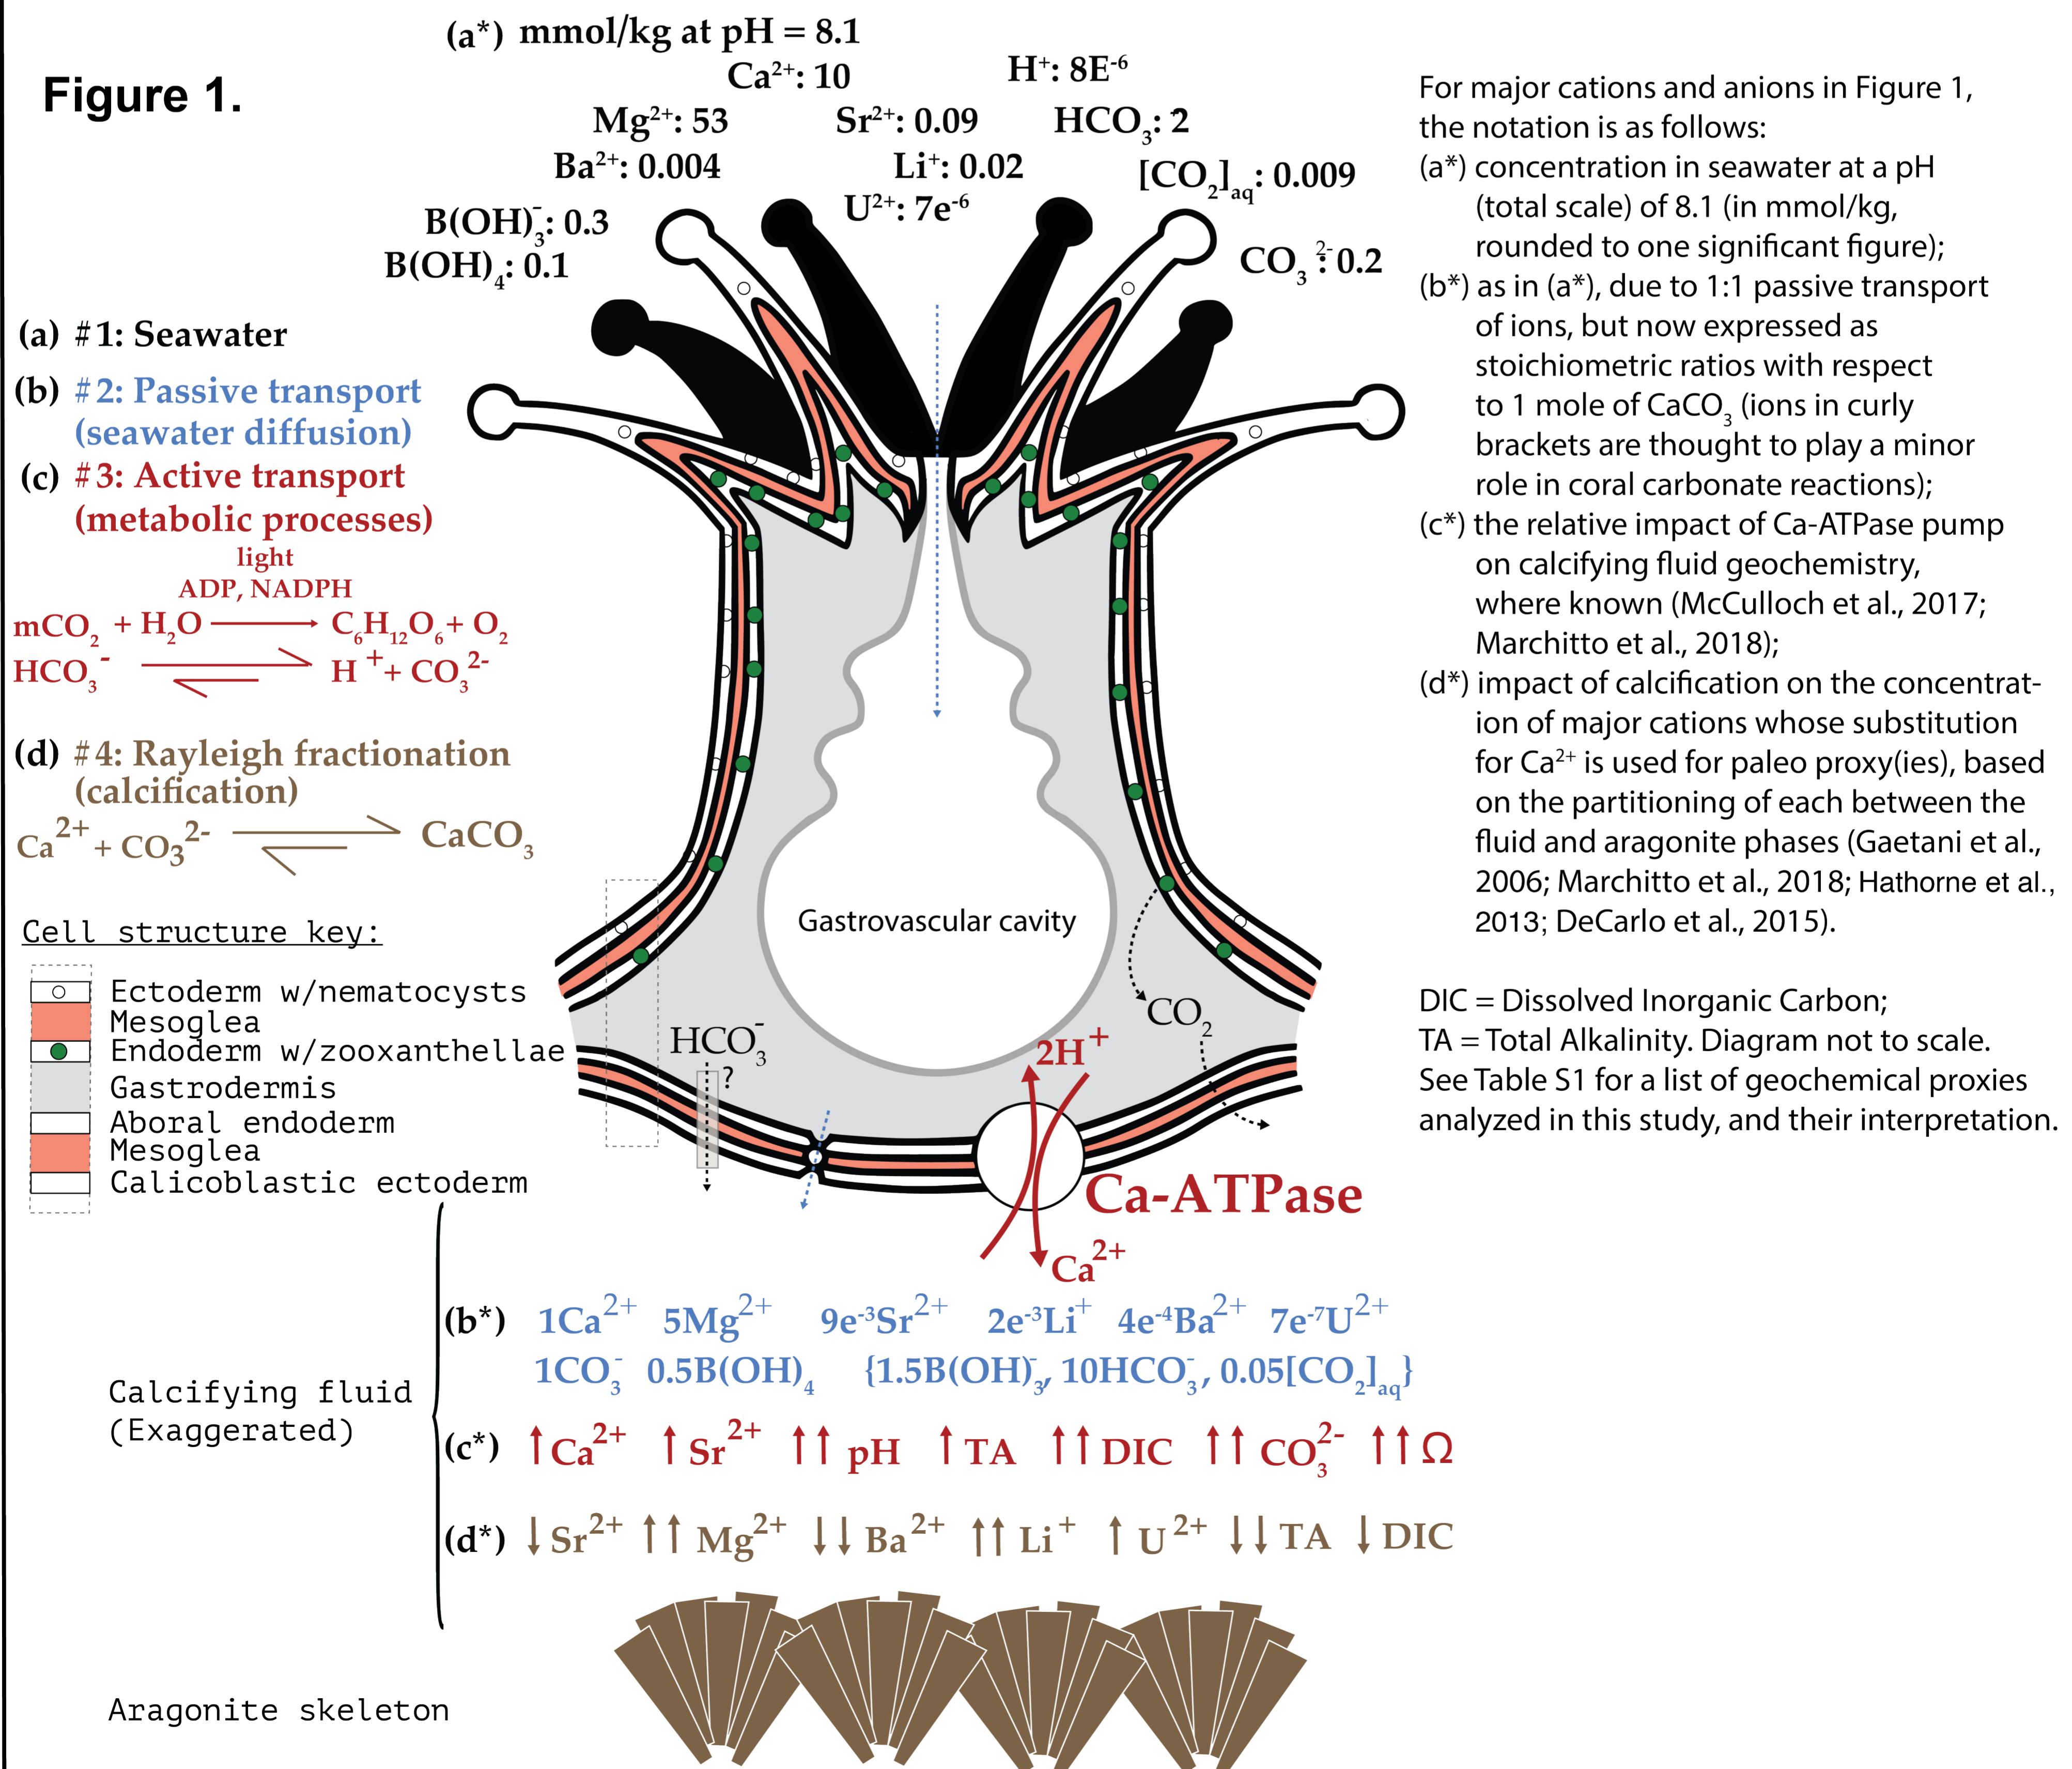 Figure 1.
(a*) mmol/kg at pH = 8.1
Ca²⁺: 10
H⁺: 8E⁻⁶
Mg²⁺: 53
Sr²⁺: 0.09
HCO₃⁻: 2
Ba²⁺: 0.004
Li⁺: 0.02
[CO₂]aq: 0.009
U²⁺: 7e⁻⁶
B(OH)₃⁻: 0.3
B(OH)₄: 0.1
CO₃²⁻: 0.2
(a) #1: Seawater
(b) #2: Passive transport
(seawater diffusion)
(c) #3: Active transport
(metabolic processes)
light
ADP, NADPH
mCO₂ + H₂O ⟶ C₆H₁₂O₆ + O₂
HCO₃⁻ ⇌ H⁺ + CO₃²⁻
(d) #4: Rayleigh fractionation
(calcification)
Ca²⁺ + CO₃²⁻ ⇌ CaCO₃
Cell structure key:
Ectoderm w/nematocysts
Mesoglea
Endoderm w/zooxanthellae
Gastrodermis
Aboral endoderm
Mesoglea
Calicoblastic ectoderm
Gastrovascular cavity
HCO₃⁻
?
CO₂
2H⁺
Ca-ATPase
Ca²⁺
Calcifying fluid
(Exaggerated)
(b*) 1Ca²⁺ 5Mg²⁺ 9e⁻³Sr²⁺ 2e⁻³Li⁺ 4e⁻⁴Ba²⁺ 7e⁻⁷U²⁺
1CO₃⁻ 0.5B(OH)₄ {1.5B(OH)₃⁻, 10HCO₃⁻, 0.05[CO₂]aq}
(c*) ↑Ca²⁺ ↑Sr²⁺ ↑↑pH ↑TA ↑↑DIC ↑↑CO₃²⁻ ↑↑Ω
(d*) ↓Sr²⁺ ↑↑Mg²⁺ ↓↓Ba²⁺ ↑↑Li⁺ ↑U²⁺ ↓↓TA ↓DIC
Aragonite skeleton
For major cations and anions in Figure 1,
the notation is as follows:
(a*) concentration in seawater at a pH
(total scale) of 8.1 (in mmol/kg,
rounded to one significant figure);
(b*) as in (a*), due to 1:1 passive transport
of ions, but now expressed as
stoichiometric ratios with respect
to 1 mole of CaCO₃ (ions in curly
brackets are thought to play a minor
role in coral carbonate reactions);
(c*) the relative impact of Ca-ATPase pump
on calcifying fluid geochemistry,
where known (McCulloch et al., 2017;
Marchitto et al., 2018);
(d*) impact of calcification on the concentrat-
ion of major cations whose substitution
for Ca²⁺ is used for paleo proxy(ies), based
on the partitioning of each between the
fluid and aragonite phases (Gaetani et al.,
2006; Marchitto et al., 2018; Hathorne et al.,
2013; DeCarlo et al., 2015).
DIC = Dissolved Inorganic Carbon;
TA = Total Alkalinity. Diagram not to scale.
See Table S1 for a list of geochemical proxies
analyzed in this study, and their interpretation.